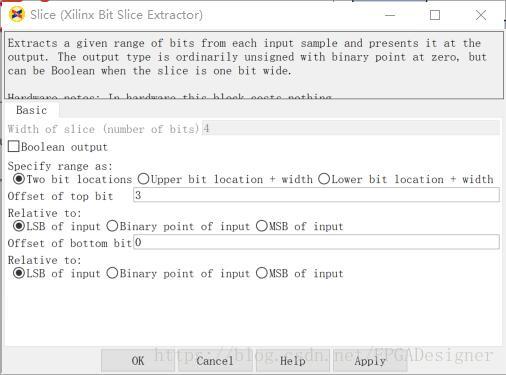 Slice (Xilinx Bit Slice Extractor)
Extracts a given range of bits from each input sample and presents it at the
output. The output type is ordinarily unsigned with binary point at zero, but
can be Boolean when the slice is one bit wide.
Hardware notes: In hardware this block costs nothing.
Basic
Width of slice (number of bits) 4
Boolean output
Specify range as:
Two bit locations Upper bit location + width Lower bit location + width
Offset of top bit 3
Relative to:
LSB of input Binary point of input MSB of input
Offset of bottom bit 0
Relative to:
LSB of input Binary point of input MSB of input
OK Cancel Help Apply
https://blog.csdn.net/FPGADesigner